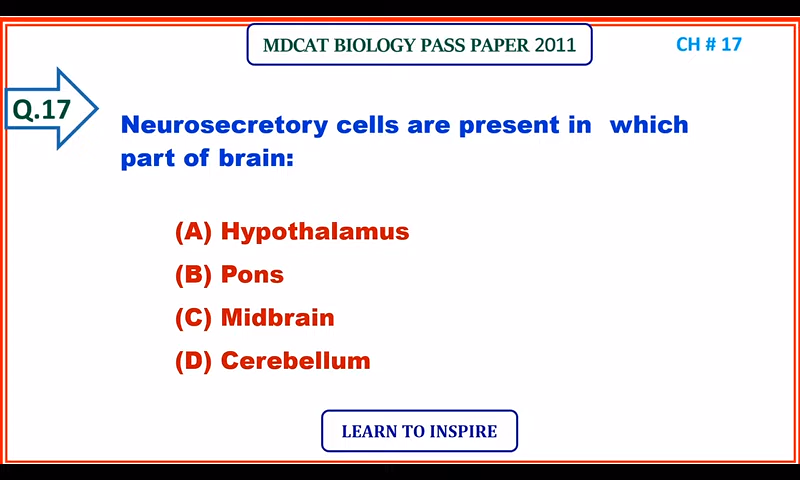 MDCAT BIOLOGY PASS PAPER 2011
CH # 17
Q.17
Neurosecretory cells are present in which
part of brain:
(A) Hypothalamus
(B) Pons
(C) Midbrain
(D) Cerebellum
LEARN TO INSPIRE